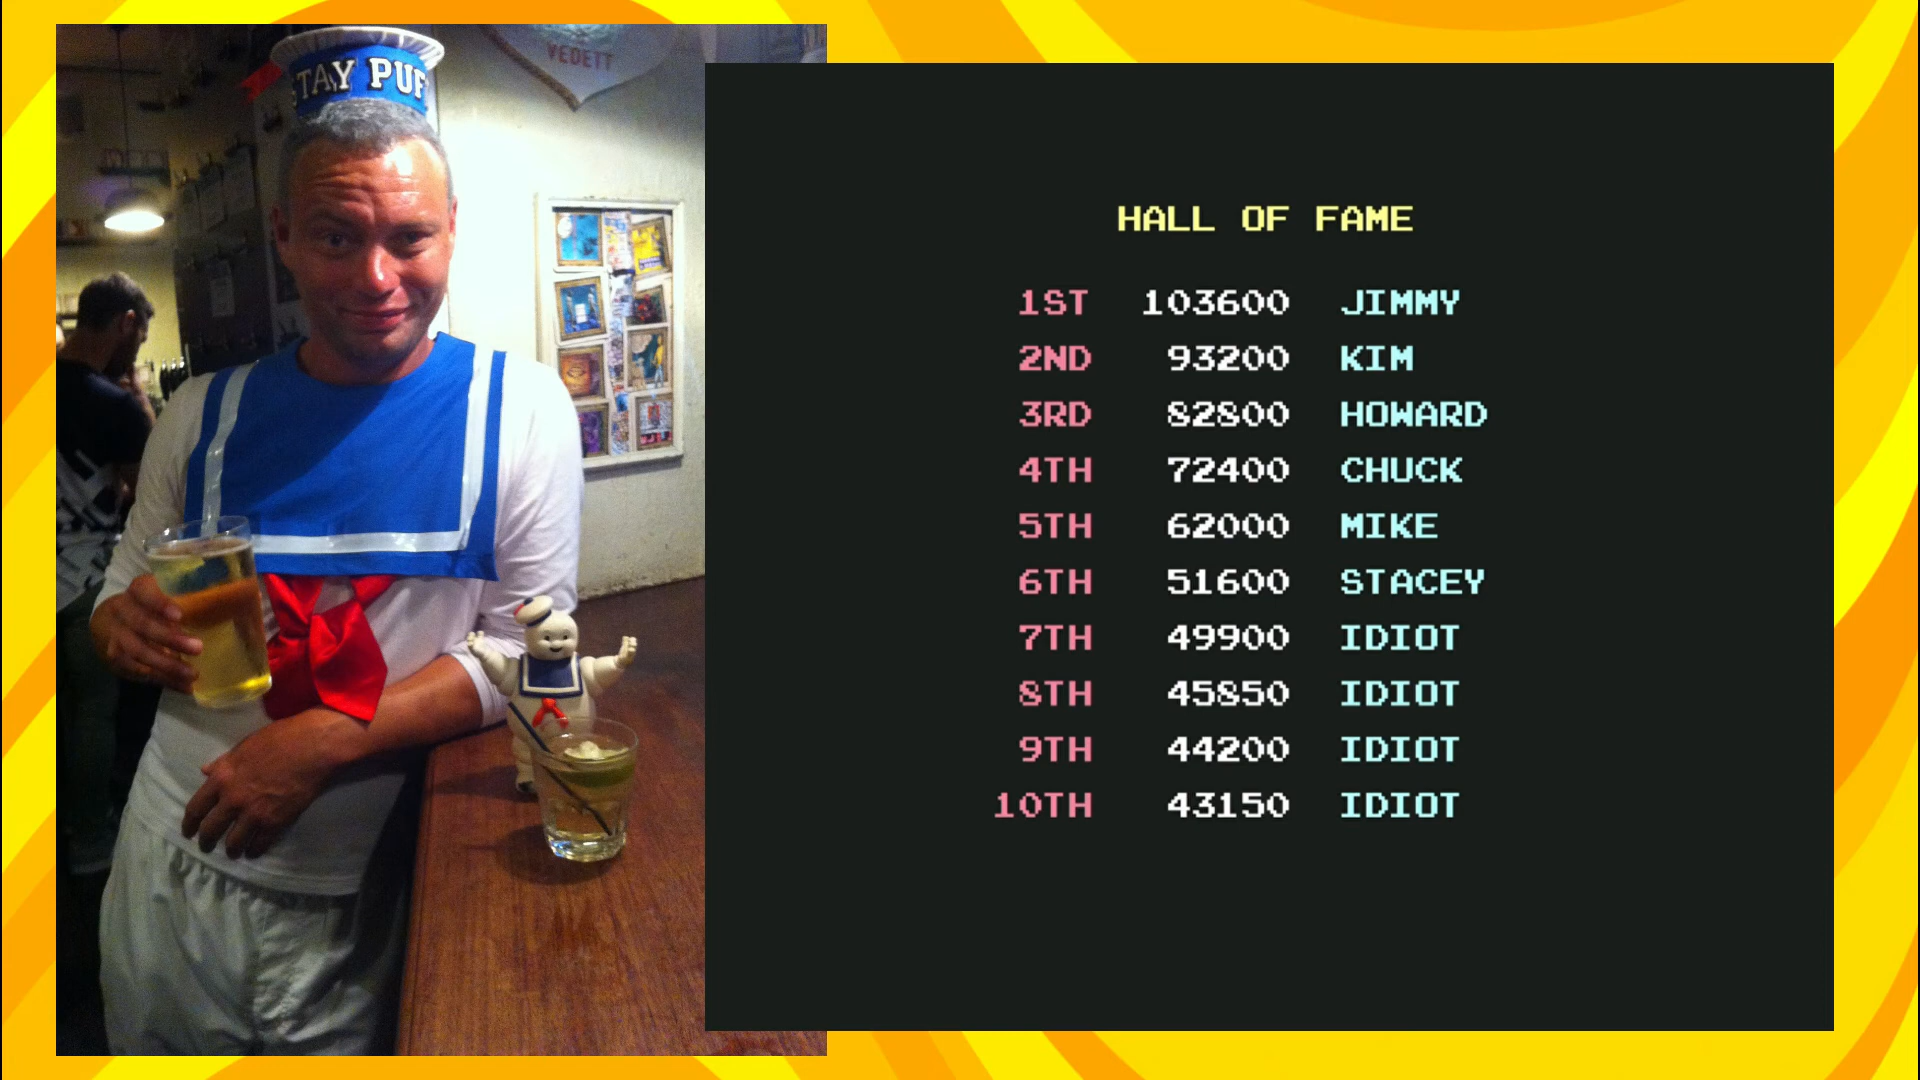 VEDETT
STAY PUF
HALL OF FAME
1ST 103600 JIMMY
2ND 93200 KIM
3RD 82800 HOWARD
4TH 72400 CHUCK
5TH 62000 MIKE
6TH 51600 STACEY
7TH 49900 IDIOT
8TH 45850 IDIOT
9TH 44200 IDIOT
10TH 43150 IDIOT